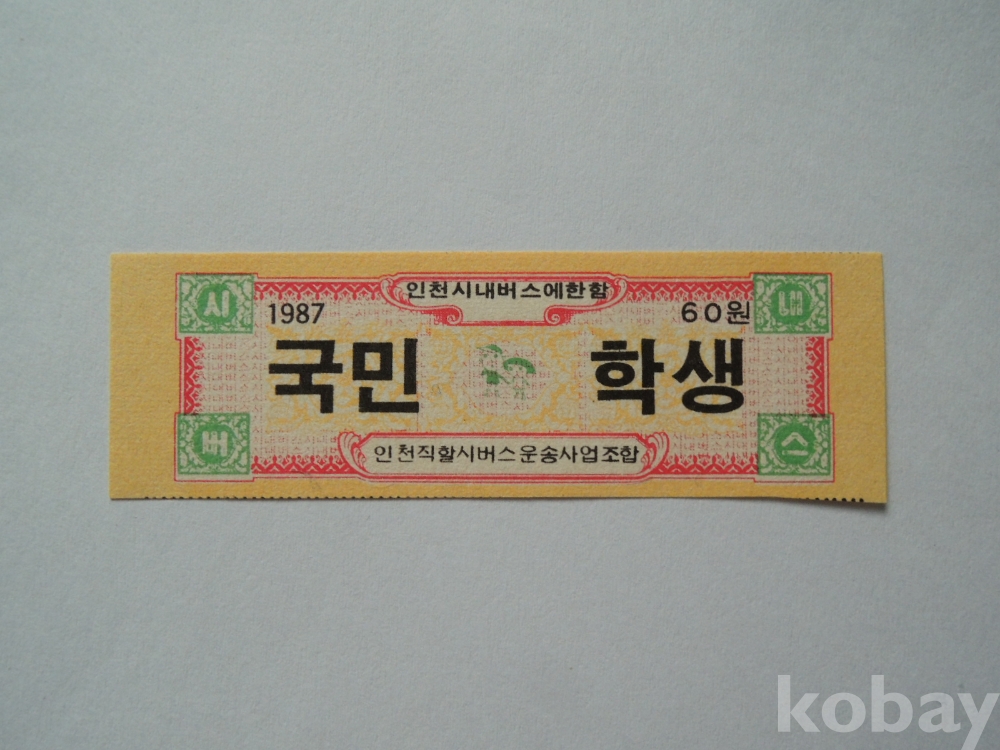 시 인천시내버스에한함 내
1987 60원
국민 학생
버 인천직할시버스운송사업조합 스
kobay